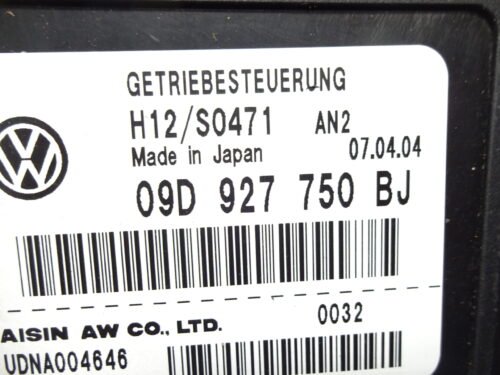 GETRIEBESTEUERUNG
H12/S0471 AN2
Made in Japan 07.04.04
09D 927 750 BJ
AISIN AW CO., LTD. 0032
UDNA004646